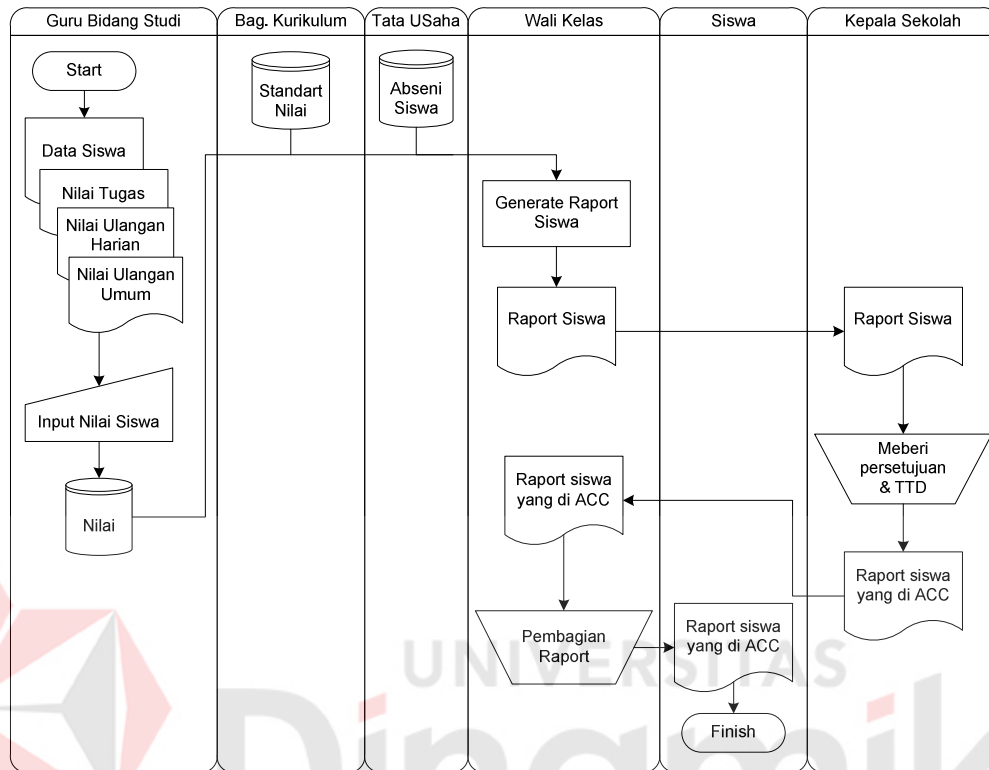 Guru Bidang Studi
Bag. Kurikulum
Tata USaha
Wali Kelas
Siswa
Kepala Sekolah
Start
Data Siswa
Nilai Tugas
Nilai Ulangan
Harian
Nilai Ulangan
Umum
Input Nilai Siswa
Nilai
Standart
Nilai
Abseni
Siswa
Generate Raport
Siswa
Raport Siswa
Raport Siswa
Meberi
persetujuan
& TTD
Raport siswa
yang di ACC
Raport siswa
yang di ACC
Pembagian
Raport
Raport siswa
yang di ACC
Finish
UNIVERSITAS
Dinamik